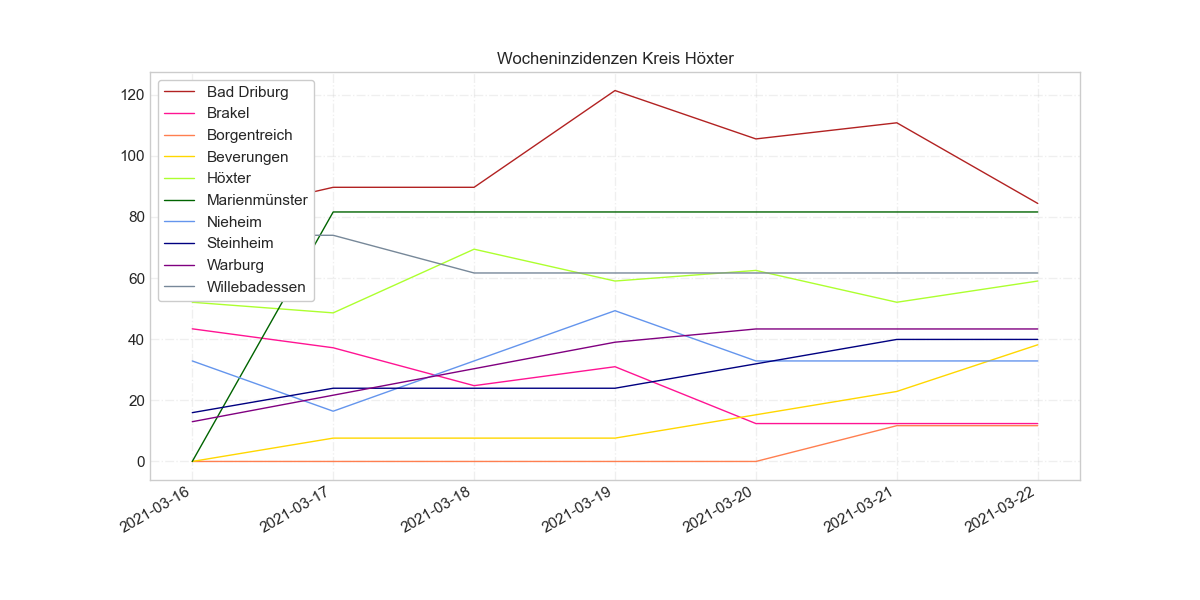 Wocheninzidenzen Kreis Höxter
120
100
80
60
40
20
0
Bad Driburg
Brakel
Borgentreich
Beverungen
Höxter
Marienmünster
Nieheim
Steinheim
Warburg
Willebadessen
2021-03-16
2021-03-17
2021-03-18
2021-03-19
2021-03-20
2021-03-21
2021-03-22